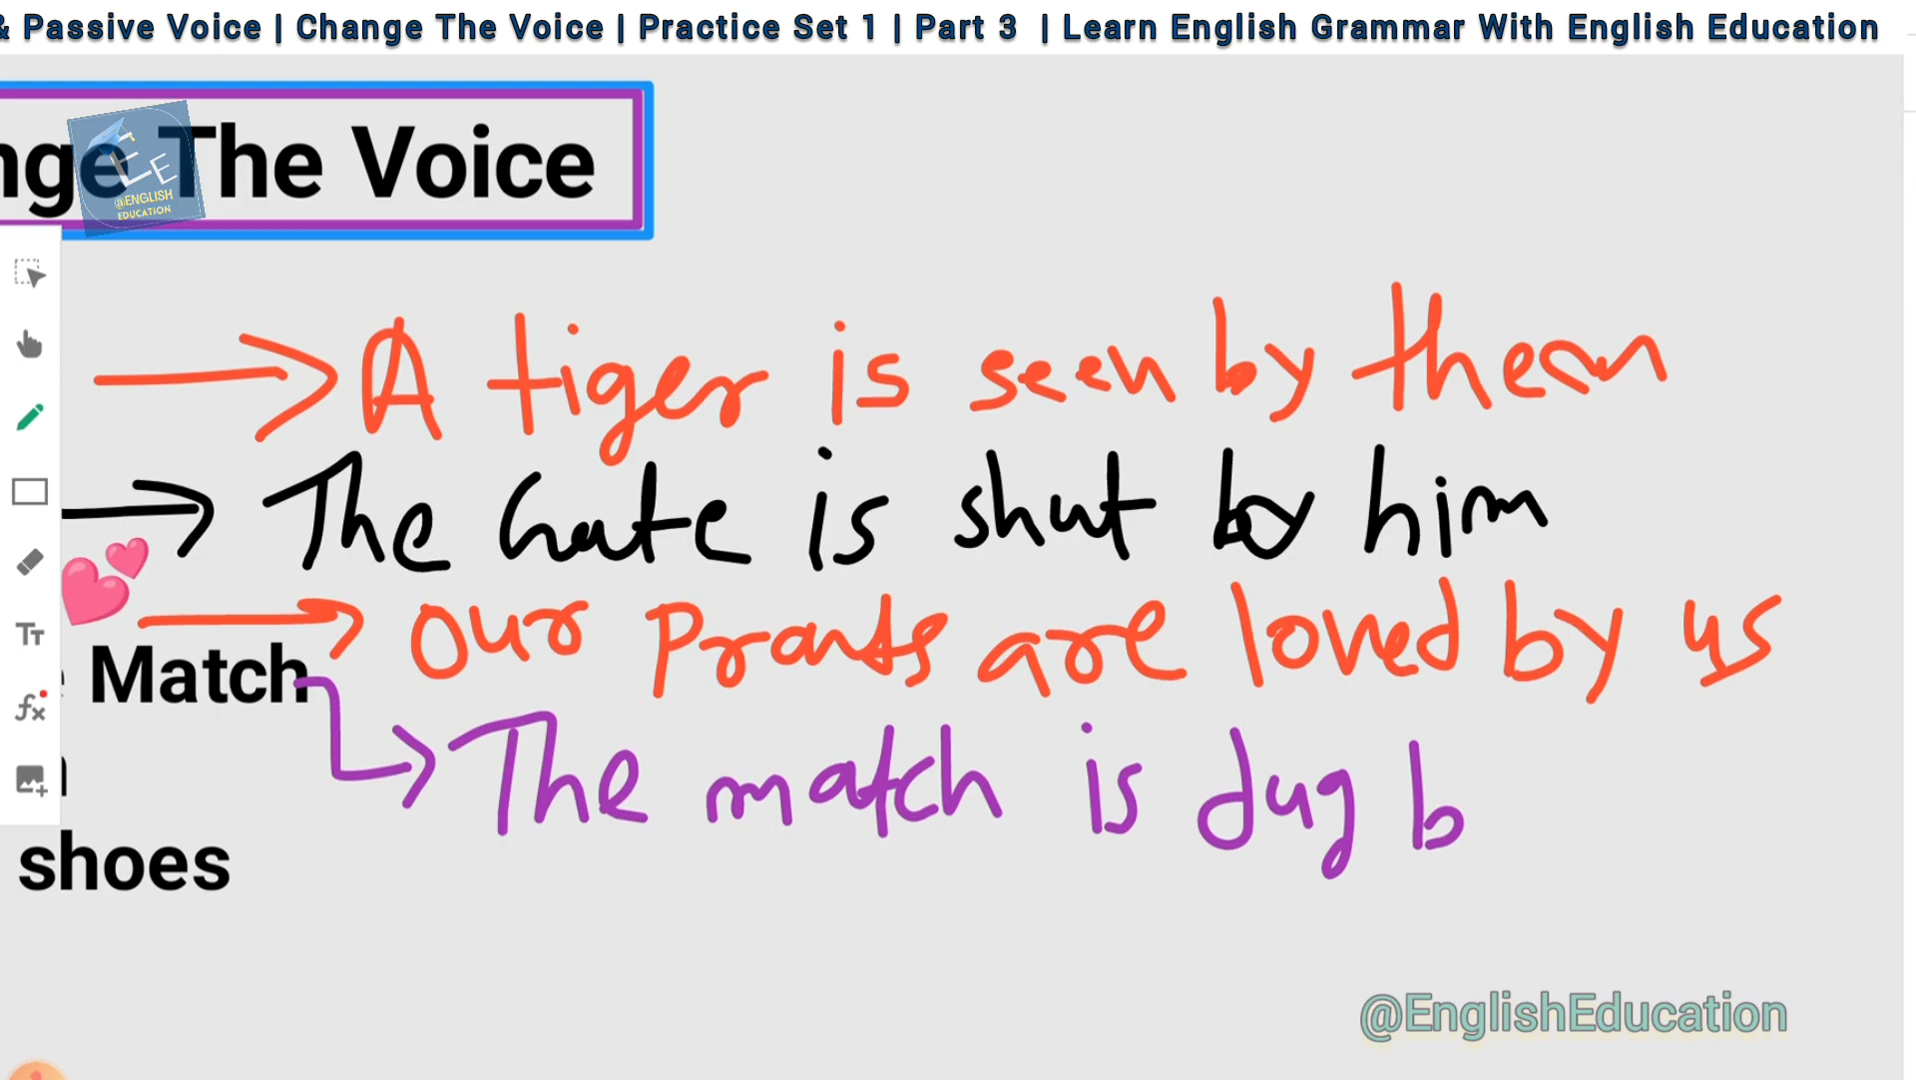 & Passive Voice | Change The Voice | Practice Set 1 | Part 3 | Learn English Grammar With English Education
nge The Voice
@ENGLISH
EDUCATION
A tiger is seen by them
The Gate is shut by him
Our are loved by us
Match
The match is dug b
shoes
@EnglishEducation